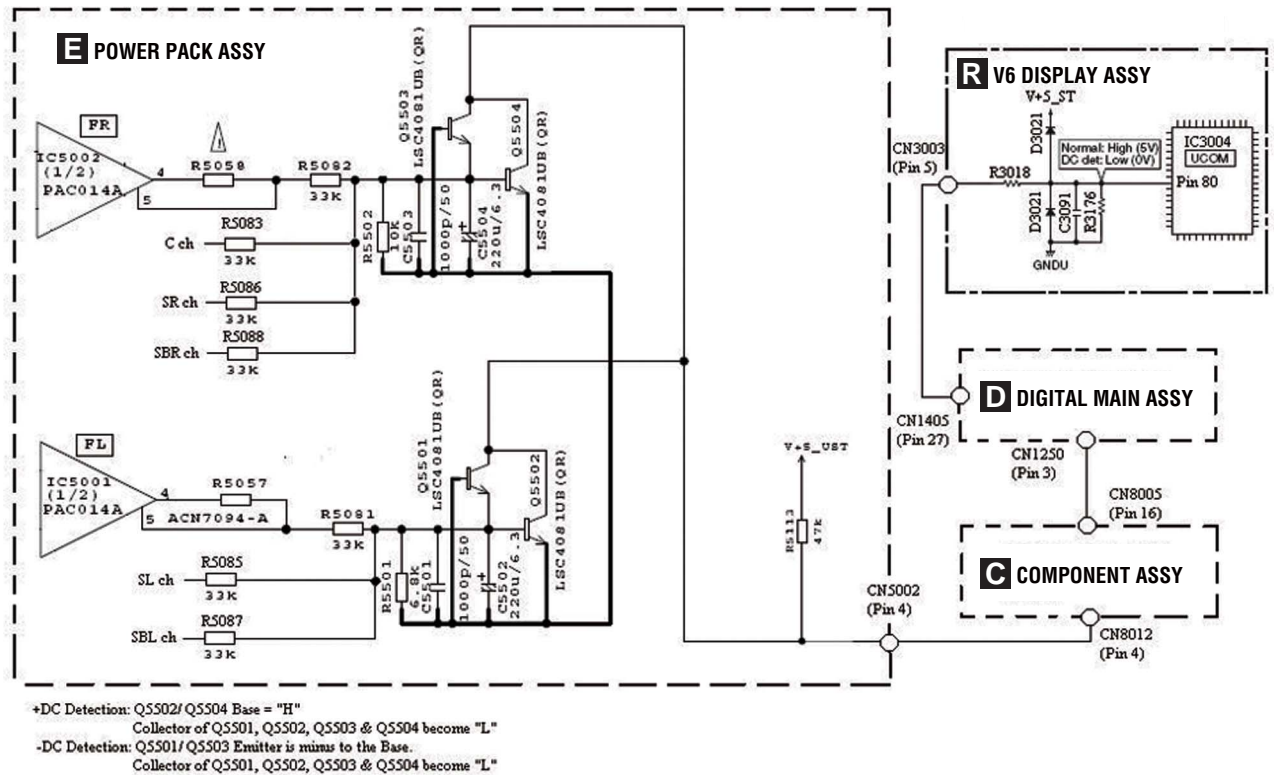 E POWER PACK ASSY
FR
IC5002
(1/2)
PAC014A
4
5
R5058
R5082
33K
R5083
C ch
33K
R5086
SR ch
33K
R5088
SBR ch
33K
R5502
10K
C5503
1000p/50
C5504
220u/6.3
+
Q5503
LSC4081UB(QR)
Q5504
LSC4081UB(QR)
FL
IC5001
(1/2)
PAC014A
4
5
R5057
ACN7094-A
R5081
33K
R5085
SL ch
33K
R5087
SBL ch
33K
R5501
6.8K
C5501
1000p/50
C5502
220u/6.3
+
Q5501
LSC4081UB(QR)
Q5502
LSC4081UB(QR)
V+5_UST
R5113
47K
CN5002
(Pin 4)
R V6 DISPLAY ASSY
V+5_ST
D3021
Normal: High (5V)
DC det: Low (0V)
IC3004
UCOM
Pin 80
CN3003
(Pin 5)
R3018
D3021
C3091
R3176
GNDU
D DIGITAL MAIN ASSY
CN1405
(Pin 27)
CN1250
(Pin 3)
CN8005
(Pin 16)
C COMPONENT ASSY
CN8012
(Pin 4)
+DC Detection: Q5502/ Q5504 Base = "H"
Collector of Q5501, Q5502, Q5503 & Q5504 become "L"
-DC Detection: Q5501/ Q5503 Emitter is minus to the Base.
Collector of Q5501, Q5502, Q5503 & Q5504 become "L"